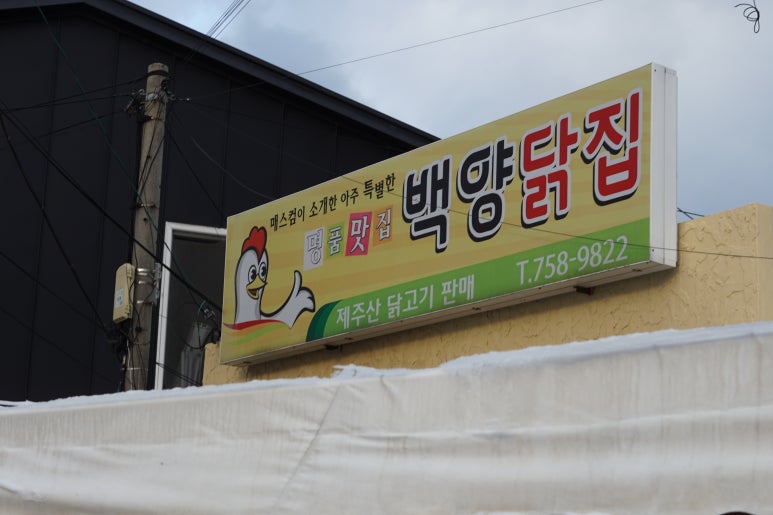 매스컴이 소개한 아주 특별한
명품맛집
백양닭집
제주산 닭고기 판매
T.758-9822